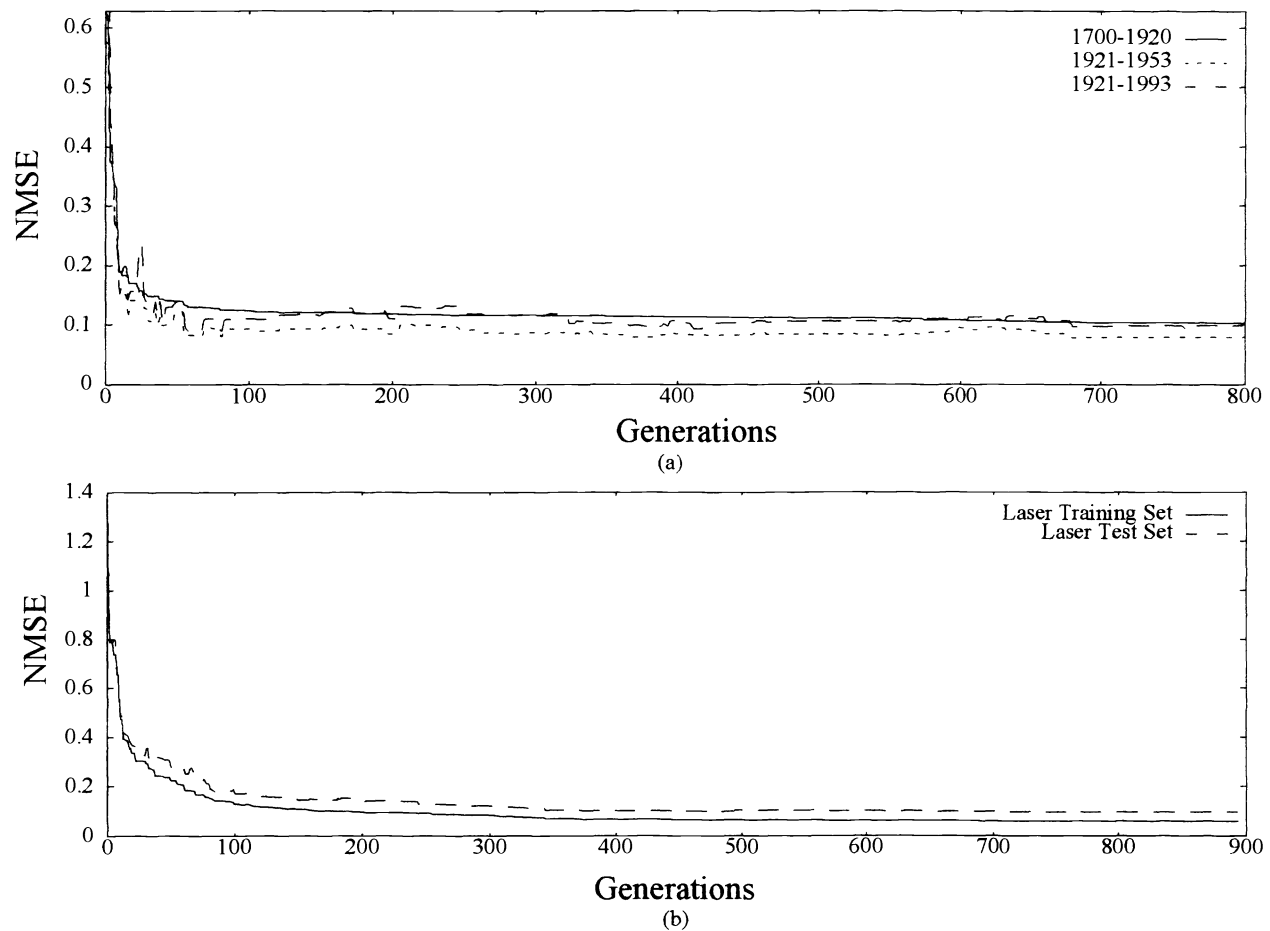 0.6
0.5
0.4
0.3
0.2
0.1
0
NMSE
1700-1920
1921-1953
1921-1993
0 100 200 300 400 500 600 700 800
Generations
(a)
1.4
1.2
1
0.8
0.6
0.4
0.2
0
NMSE
Laser Training Set
Laser Test Set
0 100 200 300 400 500 600 700 800 900
Generations
(b)